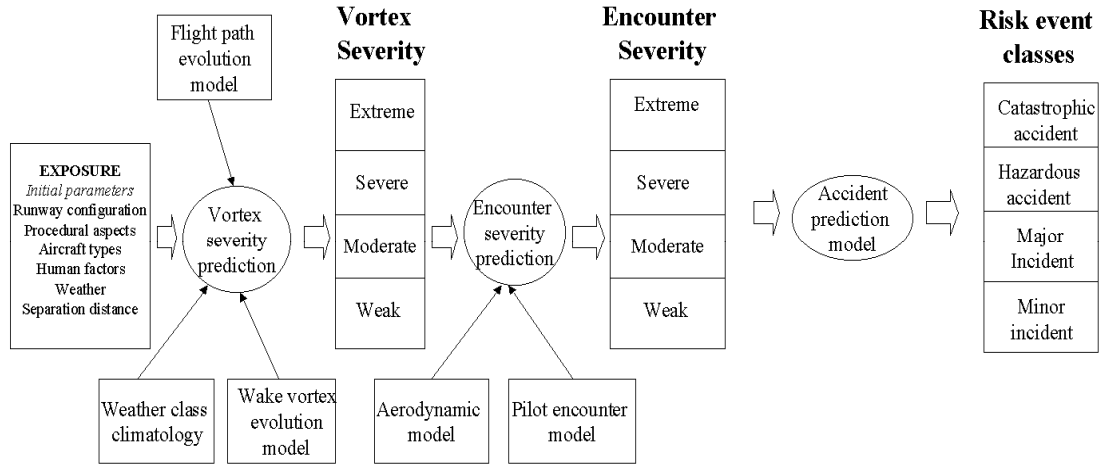 Flight path
evolution
model
Vortex
Severity
Encounter
Severity
Risk event
classes
EXPOSURE
Initial parameters
Runway configuration
Procedural aspects
Aircraft types
Human factors
Weather
Separation distance
Vortex
severity
prediction
Extreme
Severe
Moderate
Weak
Encounter
severity
prediction
Extreme
Severe
Moderate
Weak
Accident
prediction
model
Catastrophic
accident
Hazardous
accident
Major
Incident
Minor
incident
Weather class
climatology
Wake vortex
evolution
model
Aerodynamic
model
Pilot encounter
model